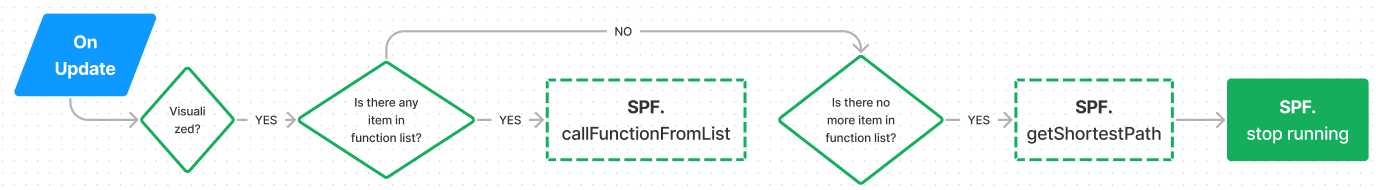 On
Update
Visuali
zed?
YES
Is there any
item in
function list?
NO
YES
SPF.
callFunctionFromList
Is there no
more item in
function list?
YES
SPF.
getShortestPath
SPF.
stop running